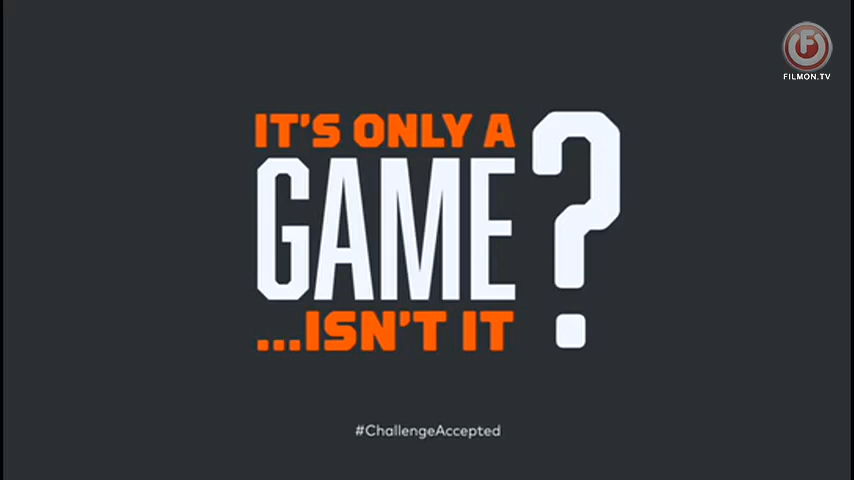 FILMON.TV
IT'S ONLY A
GAME?
...ISN'T IT
#ChallengeAccepted